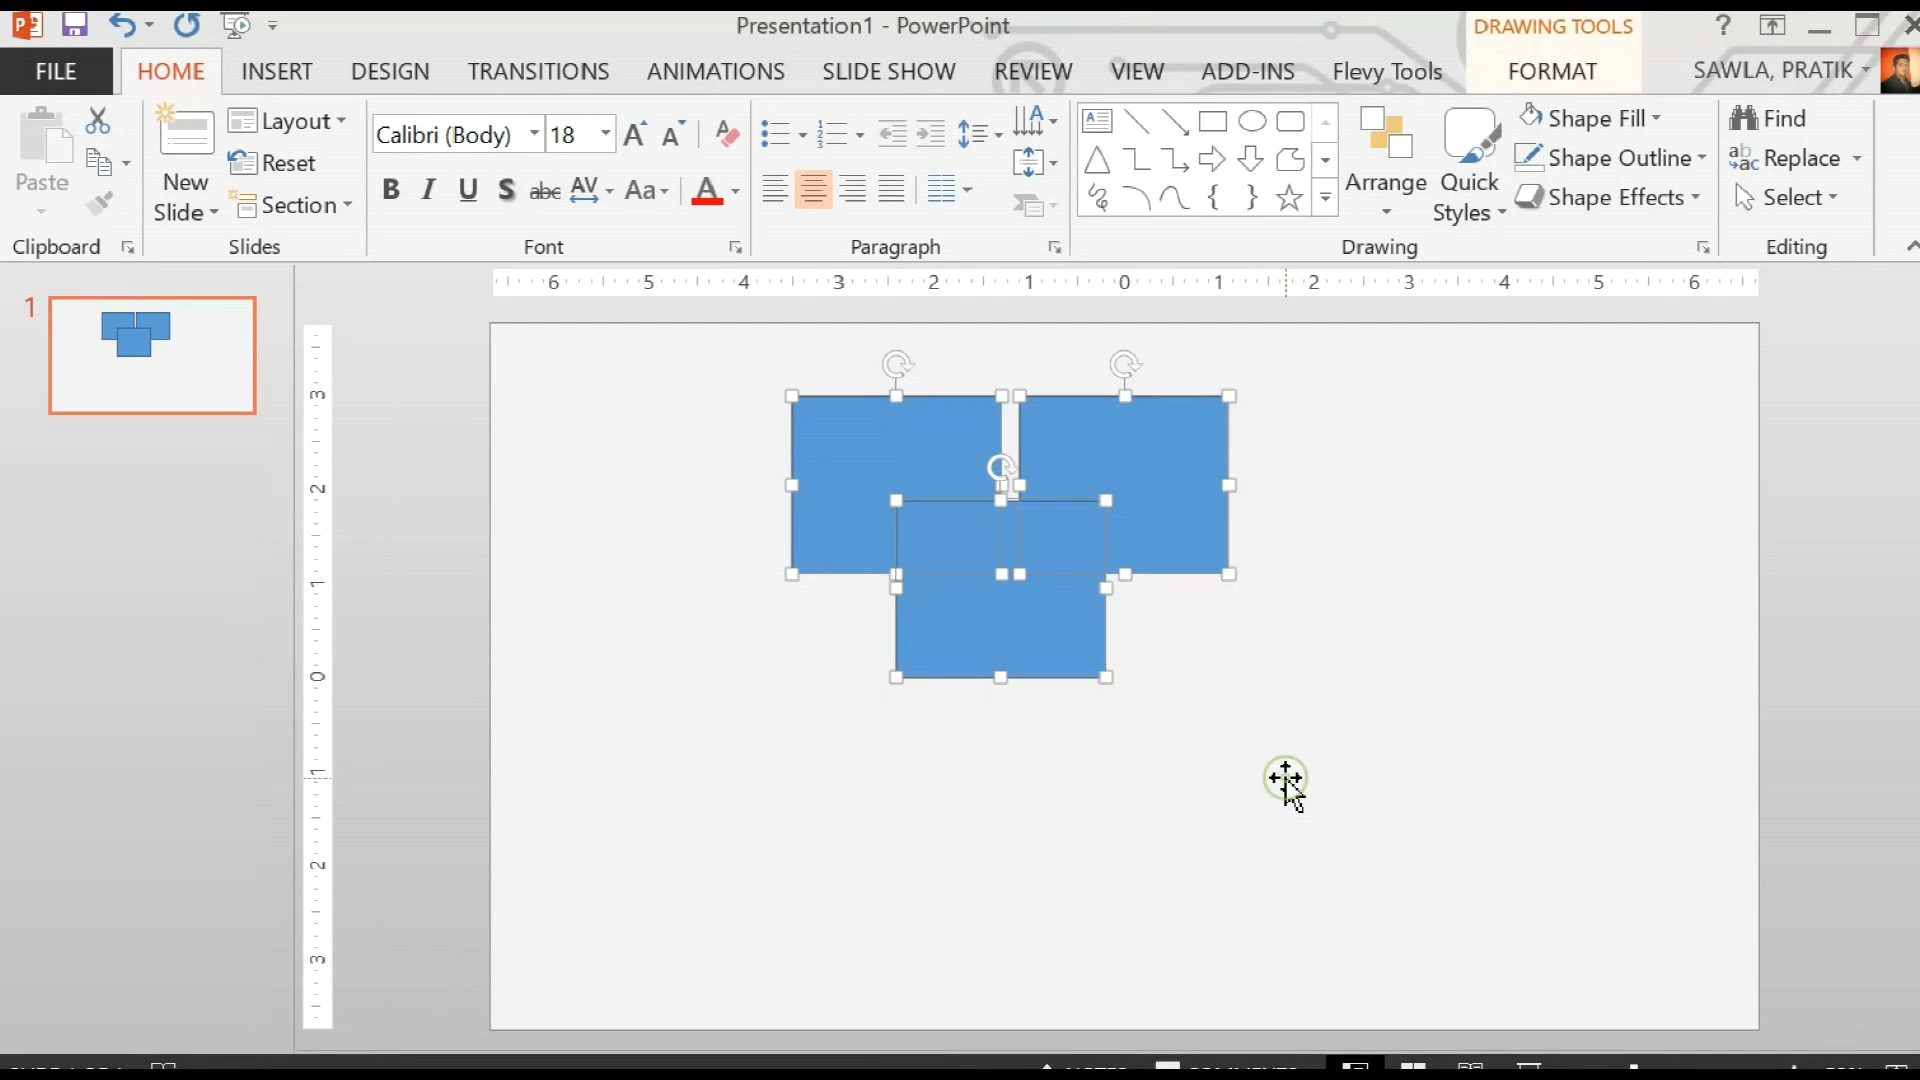 Presentation1 - PowerPoint
DRAWING TOOLS
?
FILE
HOME
INSERT
DESIGN
TRANSITIONS
ANIMATIONS
SLIDE SHOW
REVIEW
VIEW
ADD-INS
Flevy Tools
FORMAT
SAWLA, PRATIK
Paste
Clipboard
New
Slide
Layout
Reset
Section
Slides
Calibri (Body)
18
A A
B I U S abc AV Aa A
Font
Paragraph
Arrange
Quick
Styles
Shape Fill
Shape Outline
Shape Effects
Drawing
Find
Replace
Select
Editing
6 5 4 3 2 1 0 1 2 3 4 5 6
1
3
2
1
0
1
2
3